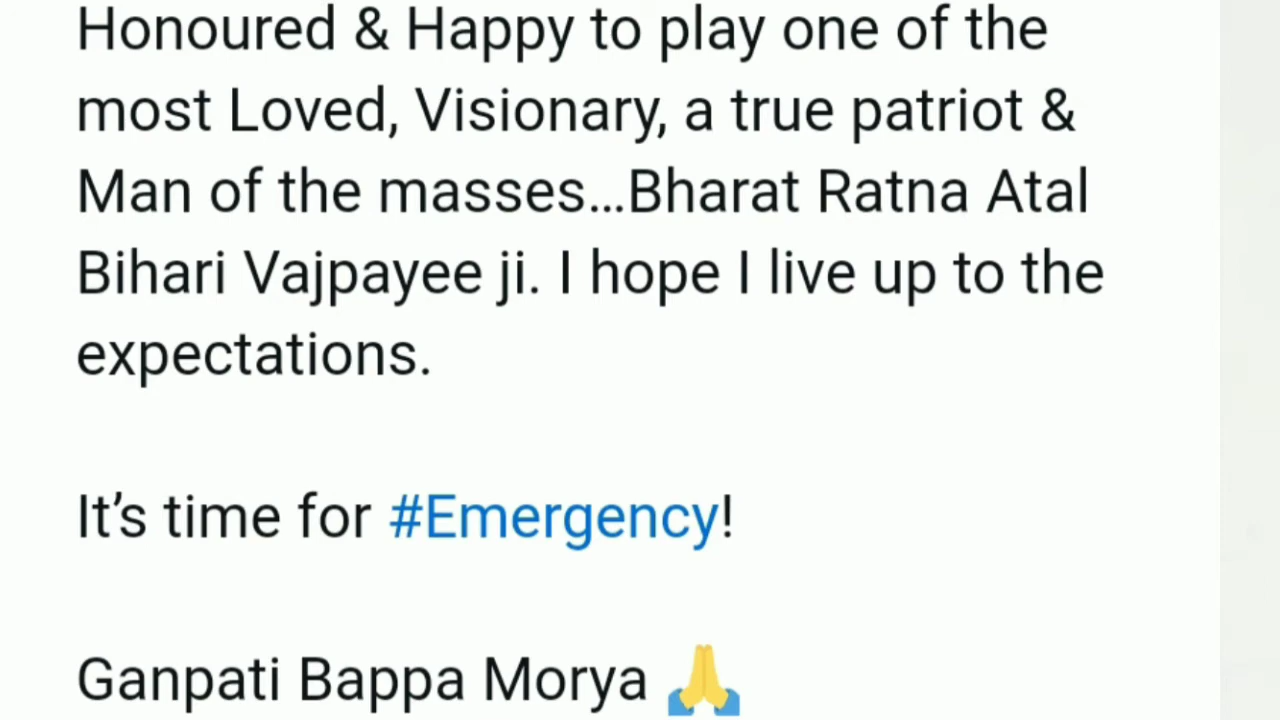 Honoured & Happy to play one of the
most Loved, Visionary, a true patriot &
Man of the masses...Bharat Ratna Atal
Bihari Vajpayee ji. I hope I live up to the
expectations.
It’s time for #Emergency!
Ganpati Bappa Morya 🙏